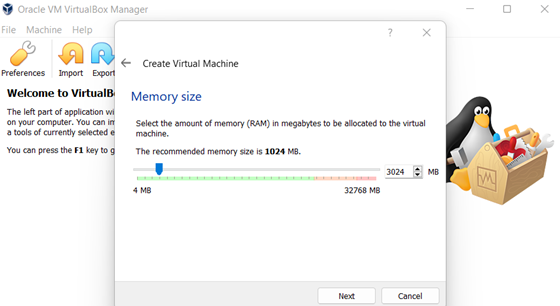 Oracle VM VirtualBox Manager
File Machine Help
?
Create Virtual Machine
Preferences Import Export
Memory size
Welcome to VirtualBo
The left part of application wi
on your computer. You can im
a tools of currently selected e
You can press the F1 key to g
Select the amount of memory (RAM) in megabytes to be allocated to the virtual
machine.
The recommended memory size is 1024 MB.
3024 MB
4 MB 32768 MB
Next Cancel